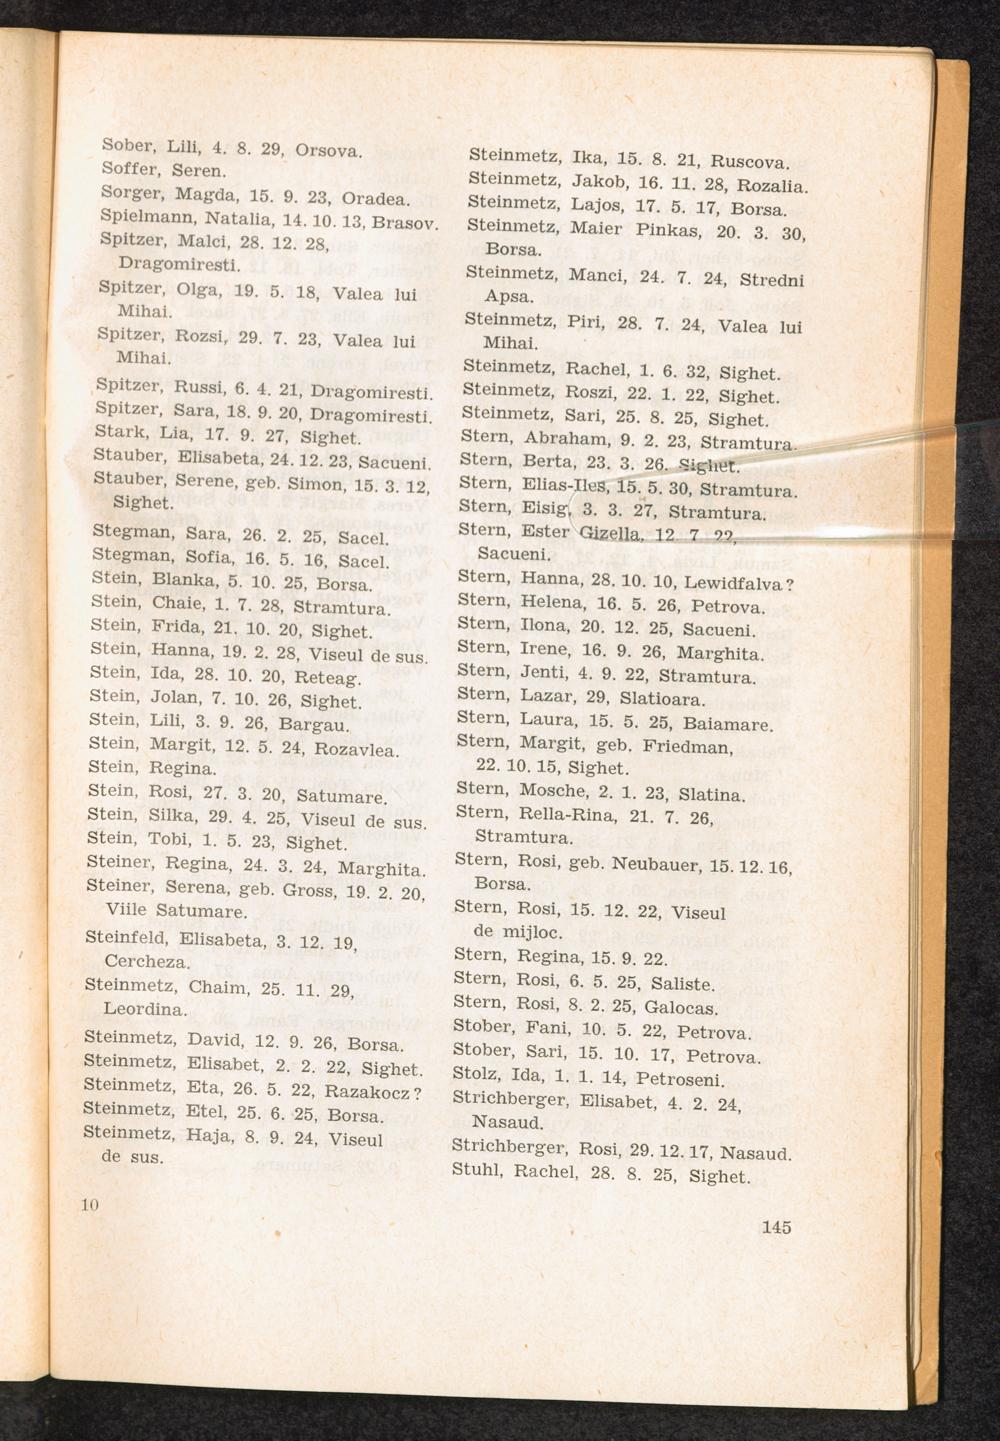 Sober, Lili, 4. 8. 29, Orsova.
Soffer, Seren.
Sorger, Magda, 15. 9. 23, Oradea.
Spielmann, Natalia, 14. 10. 13, Brasov.
Spitzer, Malci, 28. 12. 28,
Dragomiresti.
Spitzer, Olga, 19. 5. 18, Valea lui
Mihai.
Spitzer, Rozsi, 29. 7. 23, Valea lui
Mihai.
Spitzer, Russi, 6. 4. 21, Dragomiresti.
Spitzer, Sara, 18. 9. 20, Dragomiresti.
Stark, Lia, 17. 9. 27, Sighet.
Stauber, Elisabeta, 24. 12. 23, Sacueni.
Stauber, Serene, geb. Simon, 15. 3. 12,
Sighet.
Stegman, Sara, 26. 2. 25, Sacel.
Stegman, Sofia, 16. 5. 16, Sacel.
Stein, Blanka, 5. 10. 25, Borsa.
Stein, Chaie, 1. 7. 28, Stramtura.
Stein, Frida, 21. 10. 20, Sighet.
Stein, Hanna, 19. 2. 28, Viseul de sus.
Stein, Ida, 28. 10. 20, Reteag.
Stein, Jolan, 7. 10. 26, Sighet.
Stein, Lili, 3. 9. 26, Bargau.
Stein, Margit, 12. 5. 24, Rozavlea.
Stein, Regina.
Stein, Rosi, 27. 3. 20, Satumare.
Stein, Silka, 29. 4. 25, Viseul de sus.
Stein, Tobi, 1. 5. 23, Sighet.
Steiner, Regina, 24. 3. 24, Marghita.
Steiner, Serena, geb. Gross, 19. 2. 20,
Viile Satumare.
Steinfeld, Elisabeta, 3. 12. 19,
Cercheza.
Steinmetz, Chaim, 25. 11. 29,
Leordina.
Steinmetz, David, 12. 9. 26, Borsa.
Steinmetz, Elisabet, 2. 2. 22, Sighet.
Steinmetz, Eta, 26. 5. 22, Razakocz?
Steinmetz, Etel, 25. 6. 25, Borsa.
Steinmetz, Haja, 8. 9. 24, Viseul
de sus.
10
Steinmetz, Ika, 15. 8. 21, Ruscova.
Steinmetz, Jakob, 16. 11. 28, Rozalia.
Steinmetz, Lajos, 17. 5. 17, Borsa.
Steinmetz, Maier Pinkas, 20. 3. 30,
Borsa.
Steinmetz, Manci, 24. 7. 24, Stredni
Apsa.
Steinmetz, Piri, 28. 7. 24, Valea lui
Mihai.
Steinmetz, Rachel, 1. 6. 32, Sighet.
Steinmetz, Roszi, 22. 1. 22, Sighet.
Steinmetz, Sari, 25. 8. 25, Sighet.
Stern, Abraham, 9. 2. 23, Stramtura.
Stern, Berta, 23. 3. 26. Sighet.
Stern, Elias-Iles, 15. 5. 30, Stramtura.
Stern, Eisig, 3. 3. 27, Stramtura.
Stern, Ester Gizella, 12 7 22,
Sacueni.
Stern, Hanna, 28. 10. 10, Lewidfalva?
Stern, Helena, 16. 5. 26, Petrova.
Stern, Ilona, 20. 12. 25, Sacueni.
Stern, Irene, 16. 9. 26, Marghita.
Stern, Jenti, 4. 9. 22, Stramtura.
Stern, Lazar, 29, Slatioara.
Stern, Laura, 15. 5. 25, Baiamare.
Stern, Margit, geb. Friedman,
22. 10. 15, Sighet.
Stern, Mosche, 2. 1. 23, Slatina.
Stern, Rella-Rina, 21. 7. 26,
Stramtura.
Stern, Rosi, geb. Neubauer, 15. 12. 16,
Borsa.
Stern, Rosi, 15. 12. 22, Viseul
de mijloc.
Stern, Regina, 15. 9. 22.
Stern, Rosi, 6. 5. 25, Saliste.
Stern, Rosi, 8. 2. 25, Galocas.
Stober, Fani, 10. 5. 22, Petrova.
Stober, Sari, 15. 10. 17, Petrova.
Stolz, Ida, 1. 1. 14, Petroseni.
Strichberger, Elisabet, 4. 2. 24,
Nasaud.
Strichberger, Rosi, 29. 12. 17, Nasaud.
Stuhl, Rachel, 28. 8. 25, Sighet.
145